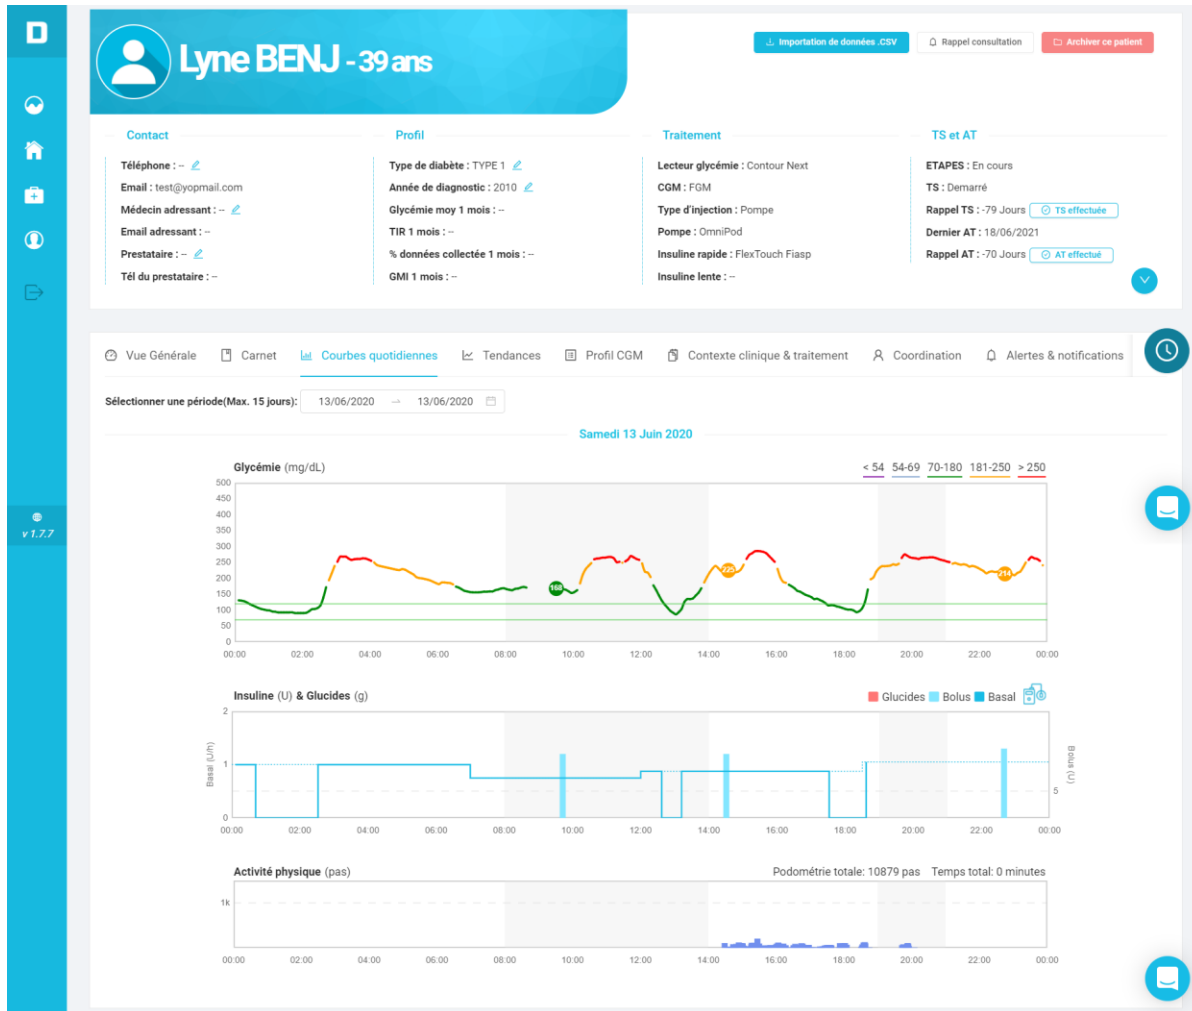 D
Lyne BENJ - 39 ans
Importation de données .CSV
Rappel consultation
Archiver ce patient
Contact
Téléphone : --
Email : test@yopmail.com
Médecin adressant : --
Email adressant : --
Prestataire : --
Tél du prestataire : --
Profil
Type de diabète : TYPE 1
Année de diagnostic : 2010
Glycémie moy 1 mois : --
TIR 1 mois : --
% données collectée 1 mois : --
GMI 1 mois : --
Traitement
Lecteur glycémie : Contour Next
CGM : FGM
Type d'injection : Pompe
Pompe : OmniPod
Insuline rapide : FlexTouch Fiasp
Insuline lente : --
TS et AT
ETAPES : En cours
TS : Demarré
Rappel TS : -79 Jours TS effectuée
Dernier AT : 18/06/2021
Rappel AT : -70 Jours AT effectué
v 1.7.7
Vue Générale Carnet Courbes quotidiennes Tendances Profil CGM Contexte clinique & traitement Coordination Alertes & notifications
Sélectionner une période(Max. 15 jours): 13/06/2020 → 13/06/2020
Samedi 13 Juin 2020
Glycémie (mg/dL)
< 54 54-69 70-180 181-250 > 250
500
450
400
350
300
250
200
150
100
50
0
168
225
214
00:00 02:00 04:00 06:00 08:00 10:00 12:00 14:00 16:00 18:00 20:00 22:00 00:00
Insuline (U) & Glucides (g)
Glucides Bolus Basal
2
1
0
Basal (U/h)
Bolus (U)
5
00:00 02:00 04:00 06:00 08:00 10:00 12:00 14:00 16:00 18:00 20:00 22:00 00:00
Activité physique (pas)
Podométrie totale: 10879 pas Temps total: 0 minutes
1k
00:00 02:00 04:00 06:00 08:00 10:00 12:00 14:00 16:00 18:00 20:00 22:00 00:00